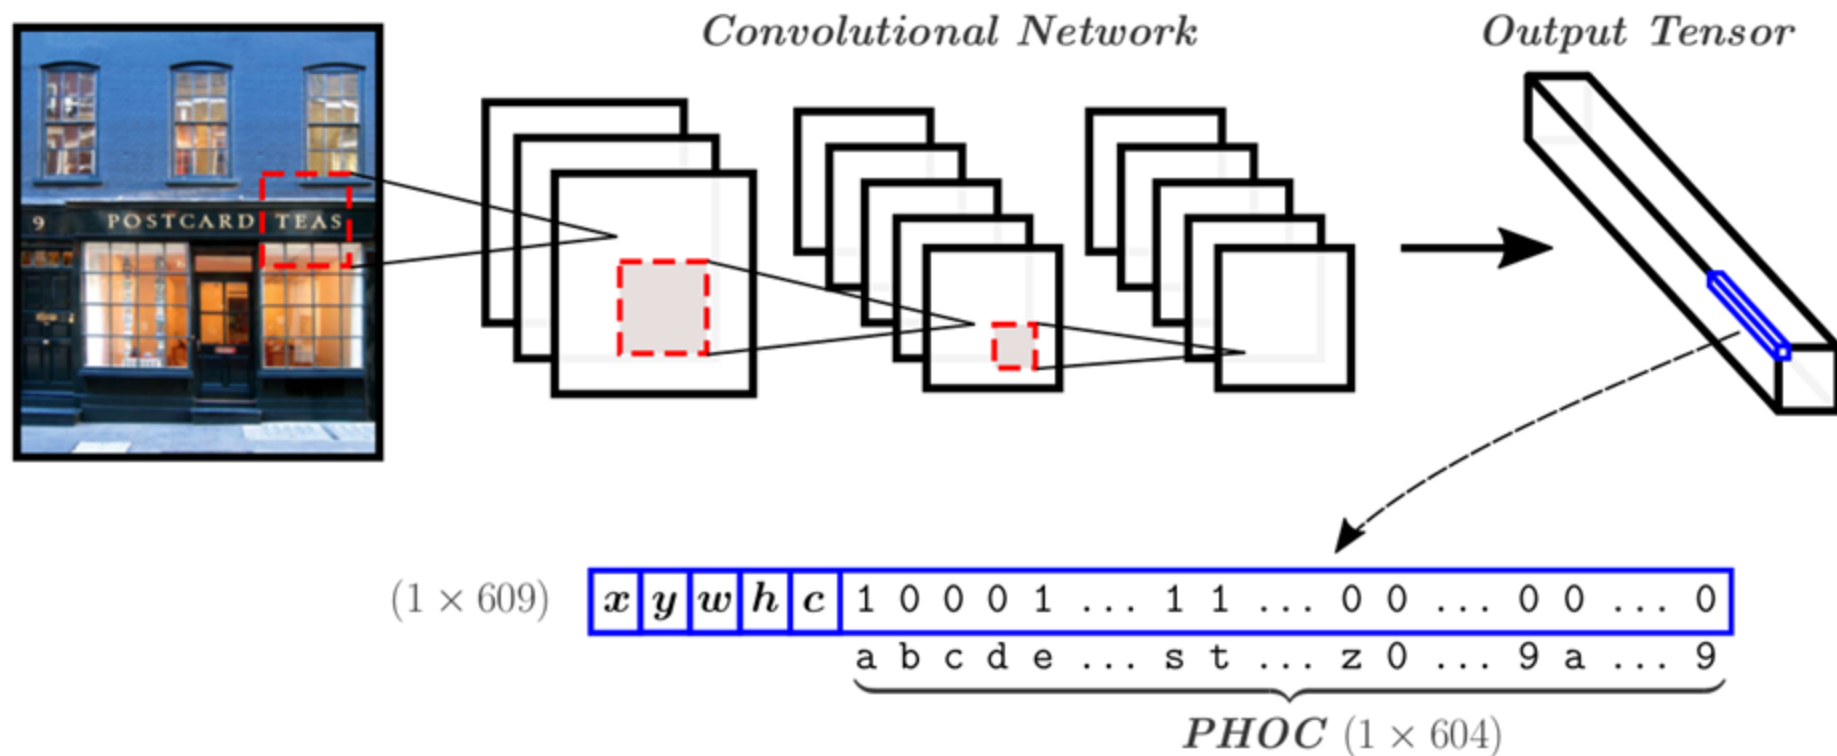 Convolutional Network
Output Tensor
9 POSTCARD TEAS
(1 × 609) x y w h c 1 0 0 0 1 ... 1 1 ... 0 0 ... 0 0 ... 0
a b c d e ... s t ... z 0 ... 9 a ... 9
PHOC (1 × 604)